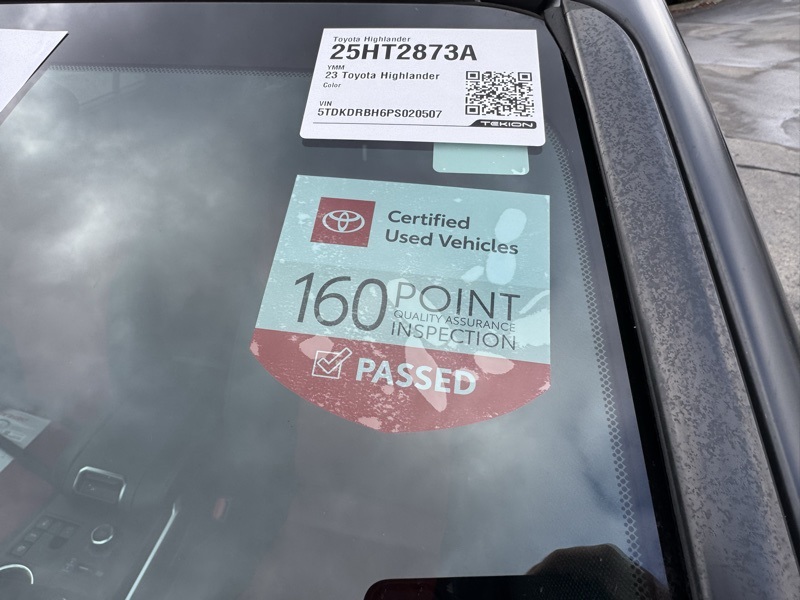 Toyota Highlander
25HT2873A
YMM
23 Toyota Highlander
Color
VIN
5TDKDRBH6PS020507
TEKION
Certified
Used Vehicles
160 POINT
QUALITY ASSURANCE
INSPECTION
PASSED